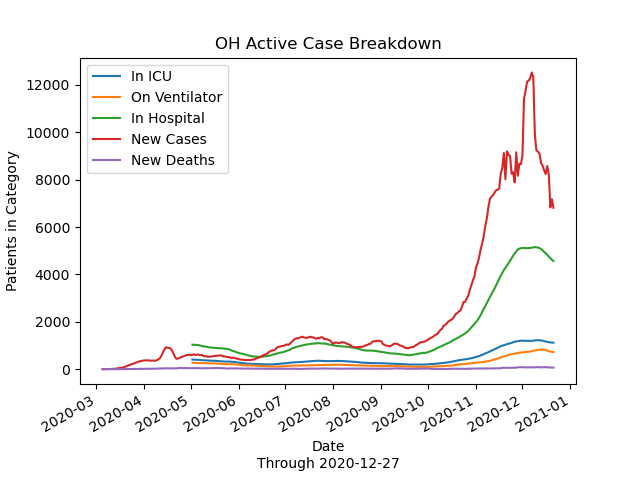 OH Active Case Breakdown
In ICU
On Ventilator
In Hospital
New Cases
New Deaths
Patients in Category
12000
10000
8000
6000
4000
2000
0
2020-03
2020-04
2020-05
2020-06
2020-07
2020-08
2020-09
2020-10
2020-11
2020-12
2021-01
Date
Through 2020-12-27